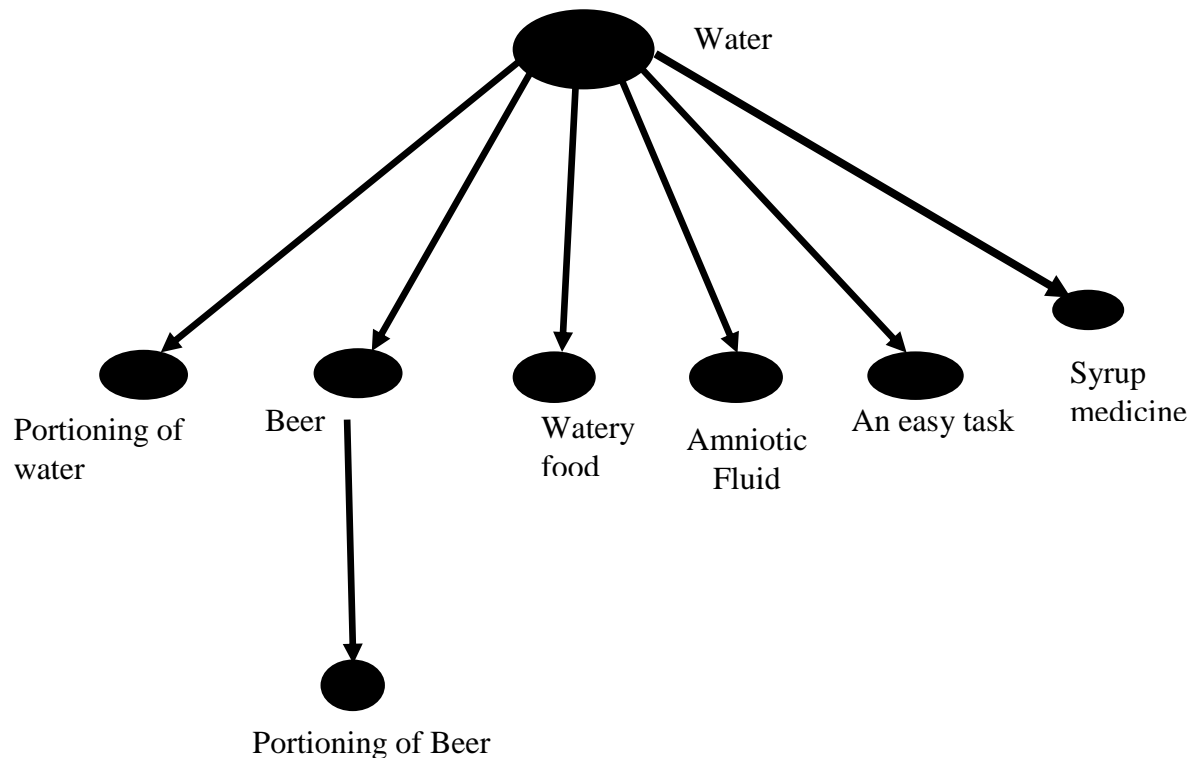 Water
Portioning of
water
Beer
Watery
food
Amniotic
Fluid
An easy task
Syrup
medicine
Portioning of Beer